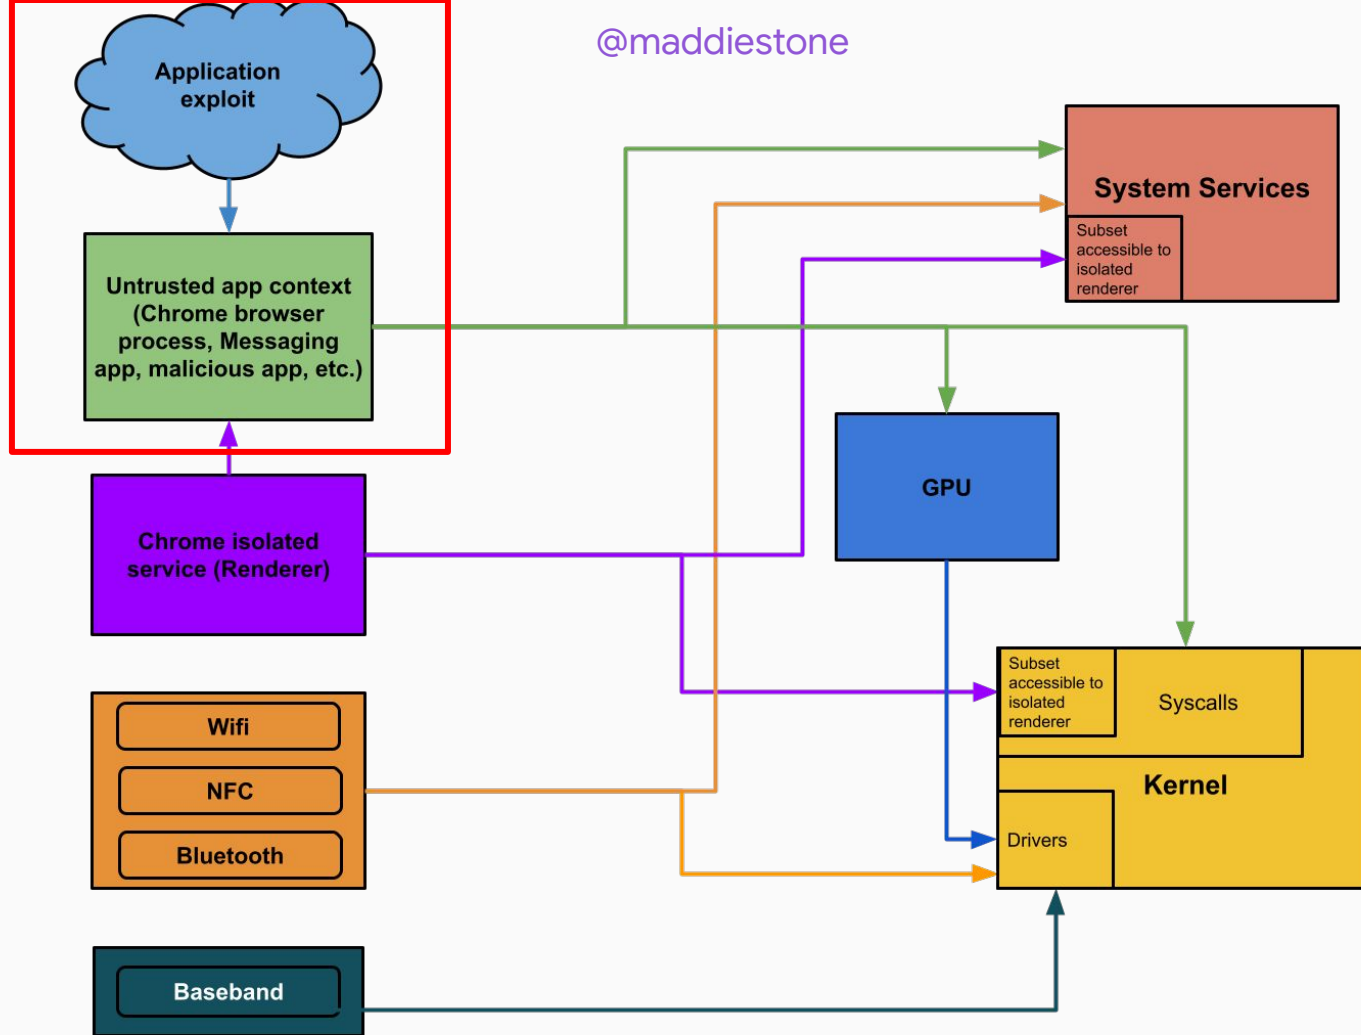 @maddiestone
Application
exploit
Untrusted app context
(Chrome browser
process, Messaging
app, malicious app, etc.)
System Services
Subset
accessible to
isolated
renderer
GPU
Chrome isolated
service (Renderer)
Subset
accessible to
isolated
renderer
Syscalls
Kernel
Drivers
Wifi
NFC
Bluetooth
Baseband